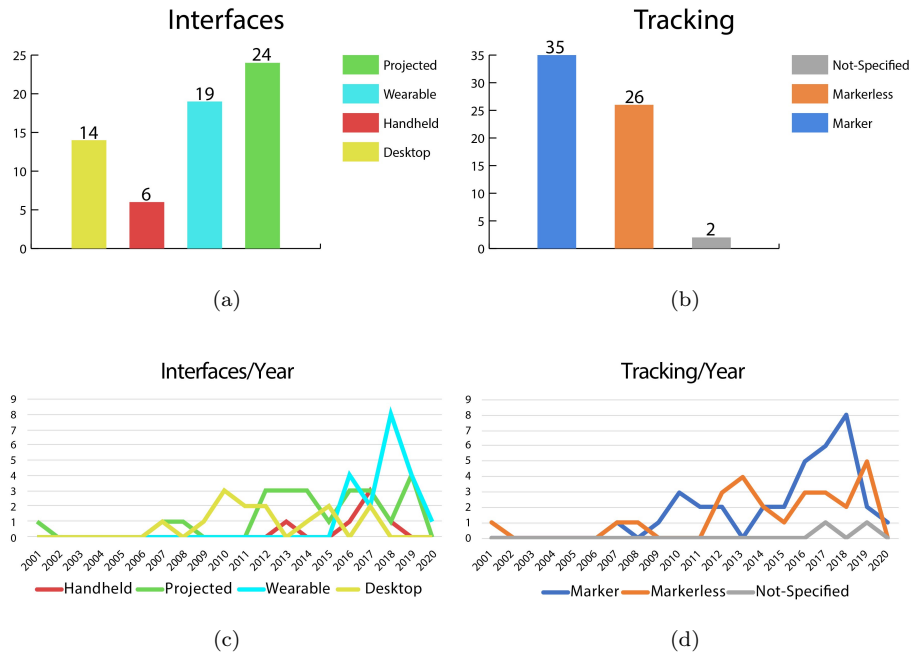 Interfaces
25
20
15
10
5
0
14
6
19
24
Projected
Wearable
Handheld
Desktop
(a)
Tracking
35
30
25
20
15
10
5
0
35
26
2
Not-Specified
Markerless
Marker
(b)
Interfaces/Year
9
8
7
6
5
4
3
2
1
0
2001 2002 2003 2004 2005 2006 2007 2008 2009 2010 2011 2012 2013 2014 2015 2016 2017 2018 2019 2020
Handheld Projected Wearable Desktop
(c)
Tracking/Year
9
8
7
6
5
4
3
2
1
0
2001 2002 2003 2004 2005 2006 2007 2008 2009 2010 2011 2012 2013 2014 2015 2016 2017 2018 2019 2020
Marker Markerless Not-Specified
(d)